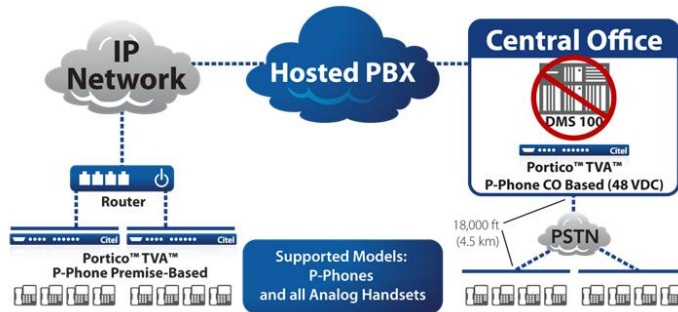 IP
Network
Hosted PBX
Central Office
DMS 100
Citel
Portico™ TVA™
P-Phone CO Based (48 VDC)
Router
Citel
Citel
Portico™ TVA™
P-Phone Premise-Based
Supported Models:
P-Phones
and all Analog Handsets
18,000 ft
(4.5 km)
PSTN